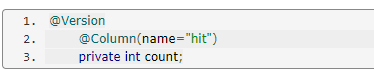 1. @Version
2. @Column(name="hit")
3. private int count;